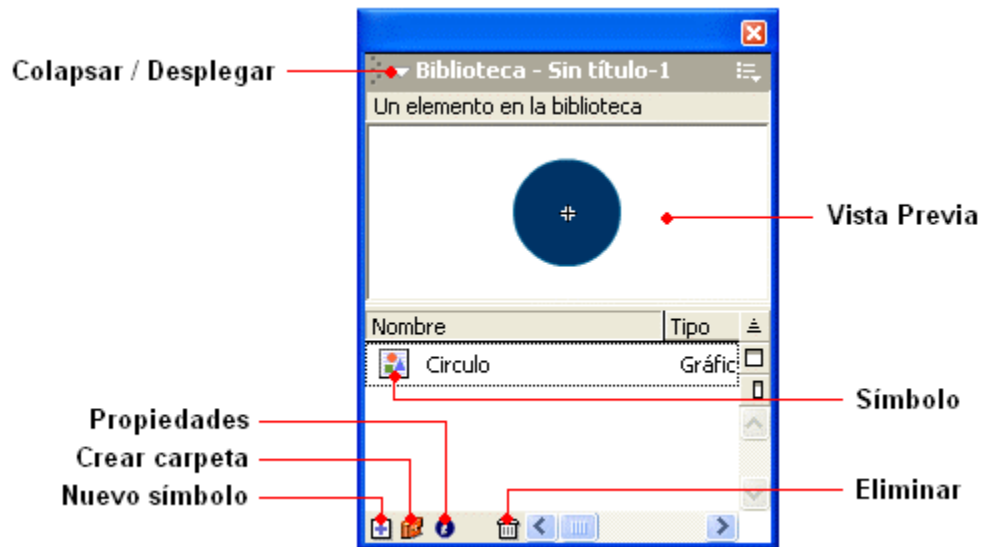 Colapsar / Desplegar
Biblioteca - Sin título-1
Un elemento en la biblioteca
Vista Previa
Nombre Tipo
Circulo Gráfic
Símbolo
Propiedades
Crear carpeta
Nuevo símbolo
Eliminar